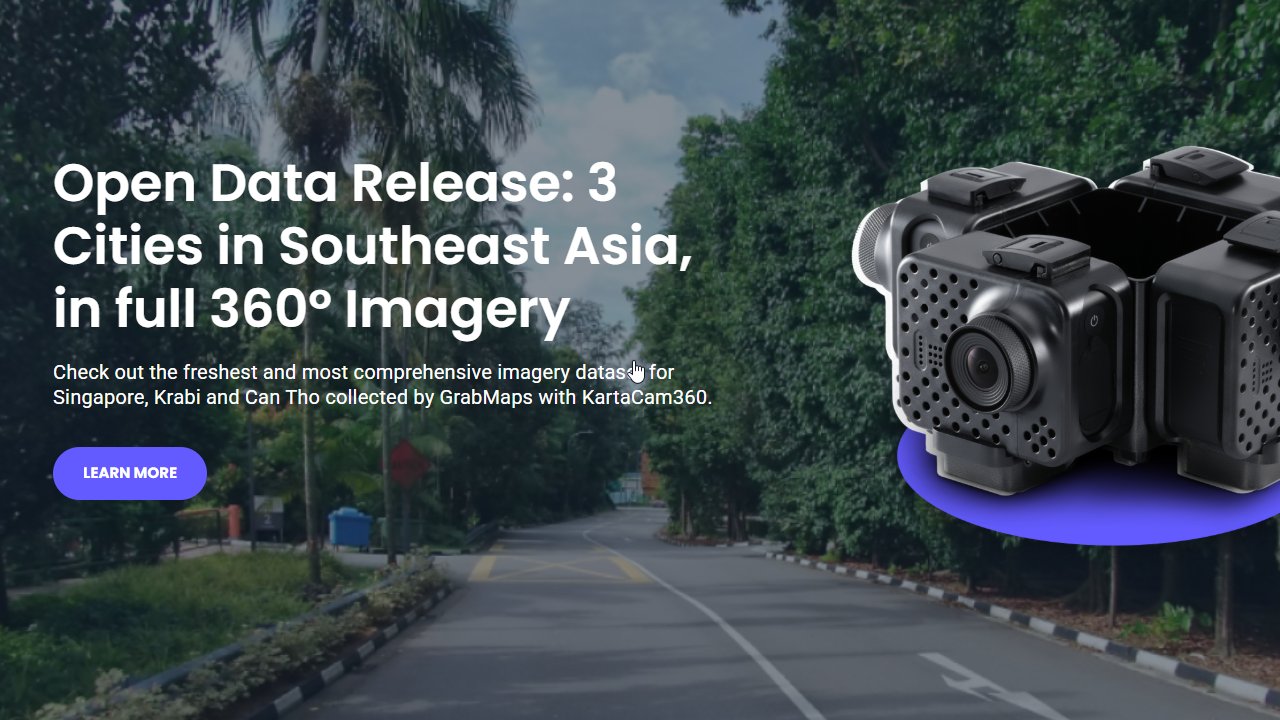 Open Data Release: 3
Cities in Southeast Asia,
in full 360° Imagery
Check out the freshest and most comprehensive imagery for
Singapore, Krabi and Can Tho collected by GrabMaps with KartaCam360.
LEARN MORE